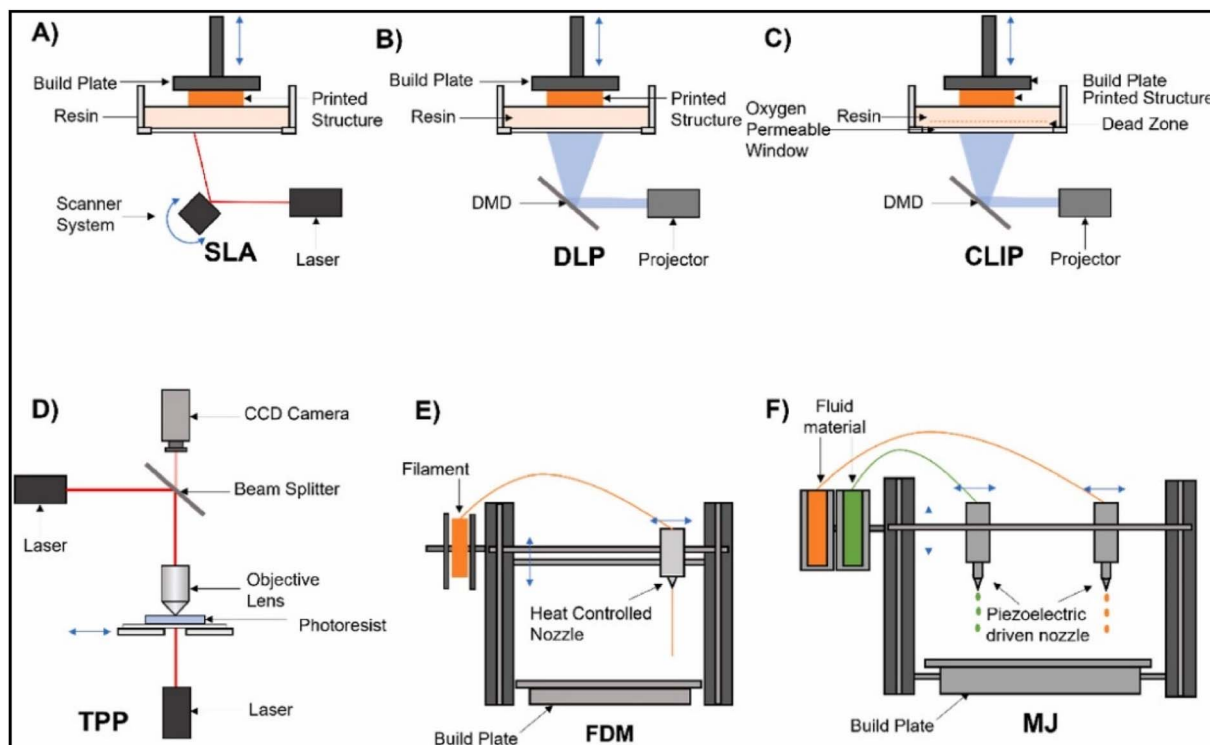 A)
Build Plate
Resin
Printed
Structure
Scanner
System
SLA
Laser
B)
Build Plate
Resin
Printed
Structure
DMD
DLP
Projector
C)
Build Plate
Printed Structure
Resin
Dead Zone
Oxygen
Permeable
Window
DMD
CLIP
Projector
D)
CCD Camera
Beam Splitter
Laser
Objective
Lens
Photoresist
TPP
Laser
E)
Filament
Heat Controlled
Nozzle
Build Plate
FDM
F)
Fluid
material
Piezoelectric
driven nozzle
Build Plate
MJ